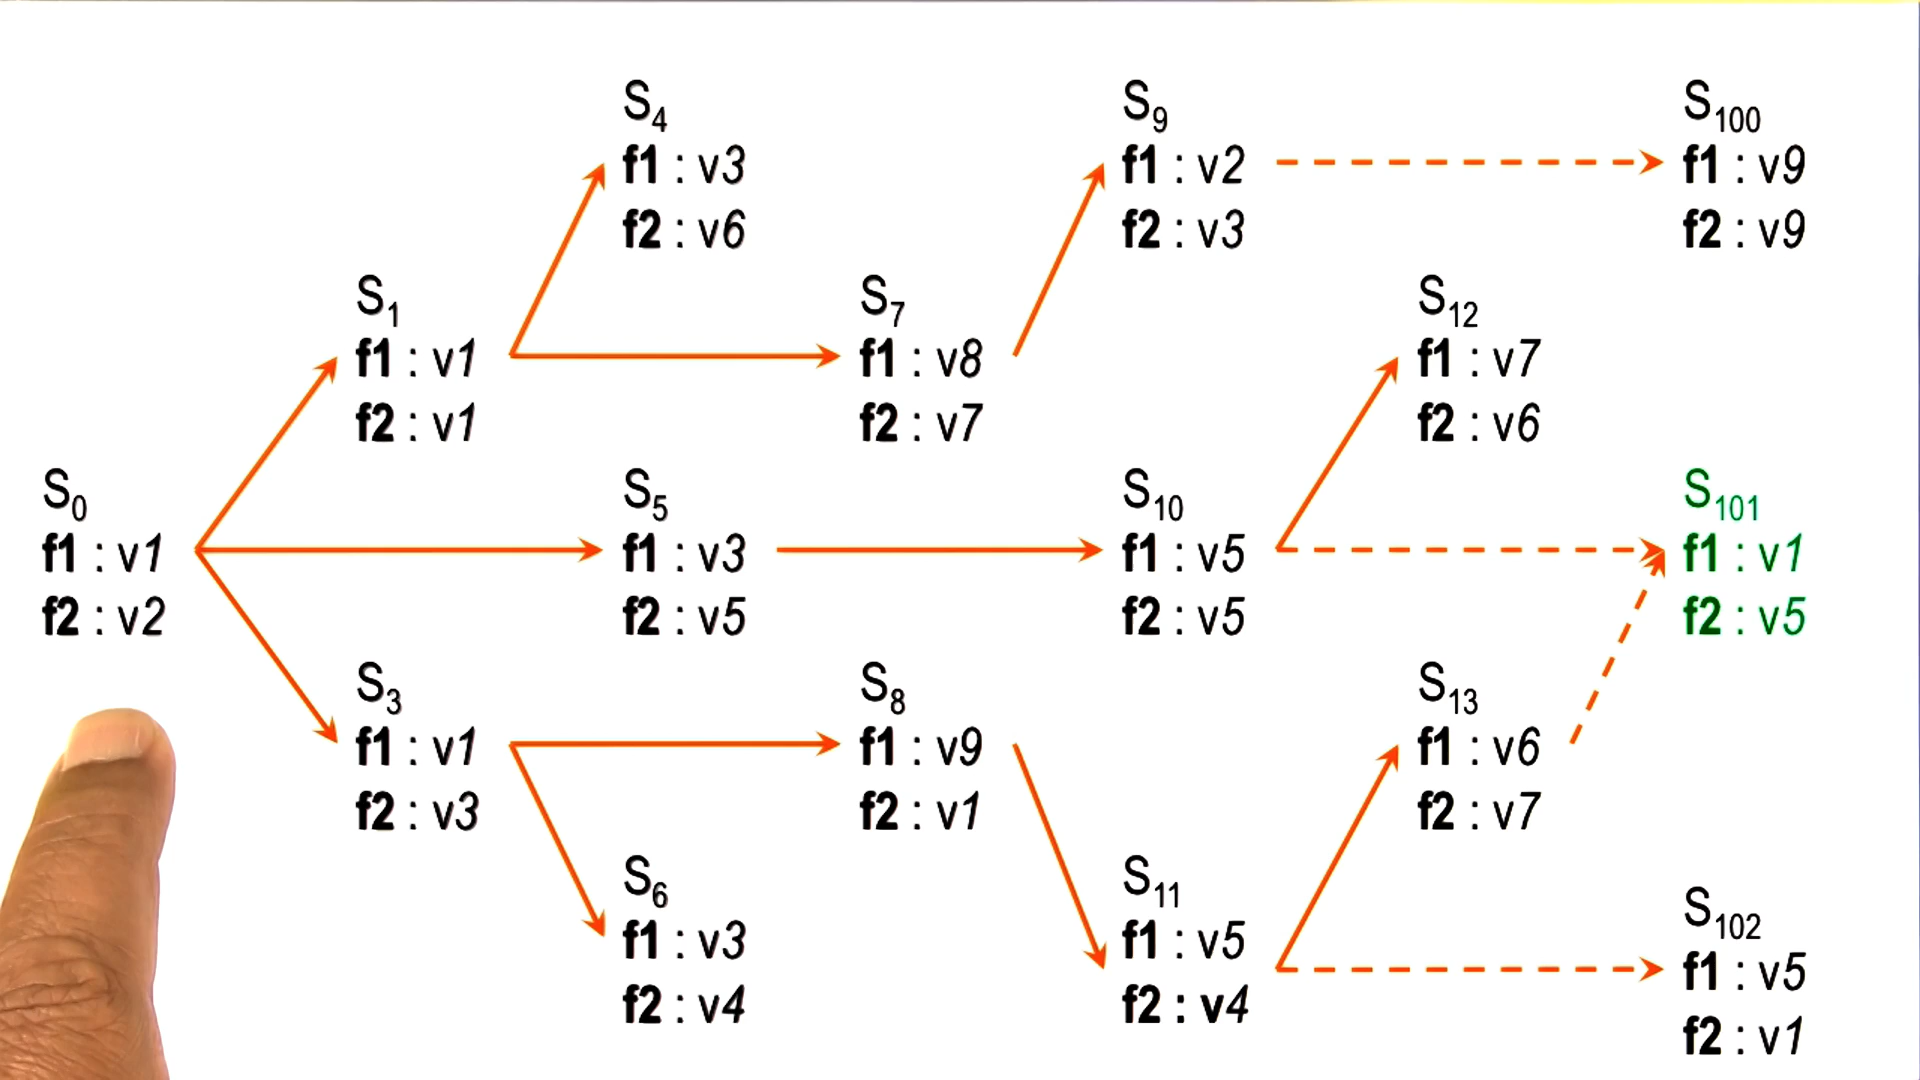 S4
f1 : v3
f2 : v6
S9
f1 : v2
f2 : v3
S100
f1 : v9
f2 : v9
S1
f1 : v1
f2 : v1
S7
f1 : v8
f2 : v7
S12
f1 : v7
f2 : v6
S0
f1 : v1
f2 : v2
S5
f1 : v3
f2 : v5
S10
f1 : v5
f2 : v5
S101
f1 : v1
f2 : v5
S3
f1 : v1
f2 : v3
S8
f1 : v9
f2 : v1
S13
f1 : v6
f2 : v7
S6
f1 : v3
f2 : v4
S11
f1 : v5
f2 : v4
S102
f1 : v5
f2 : v1